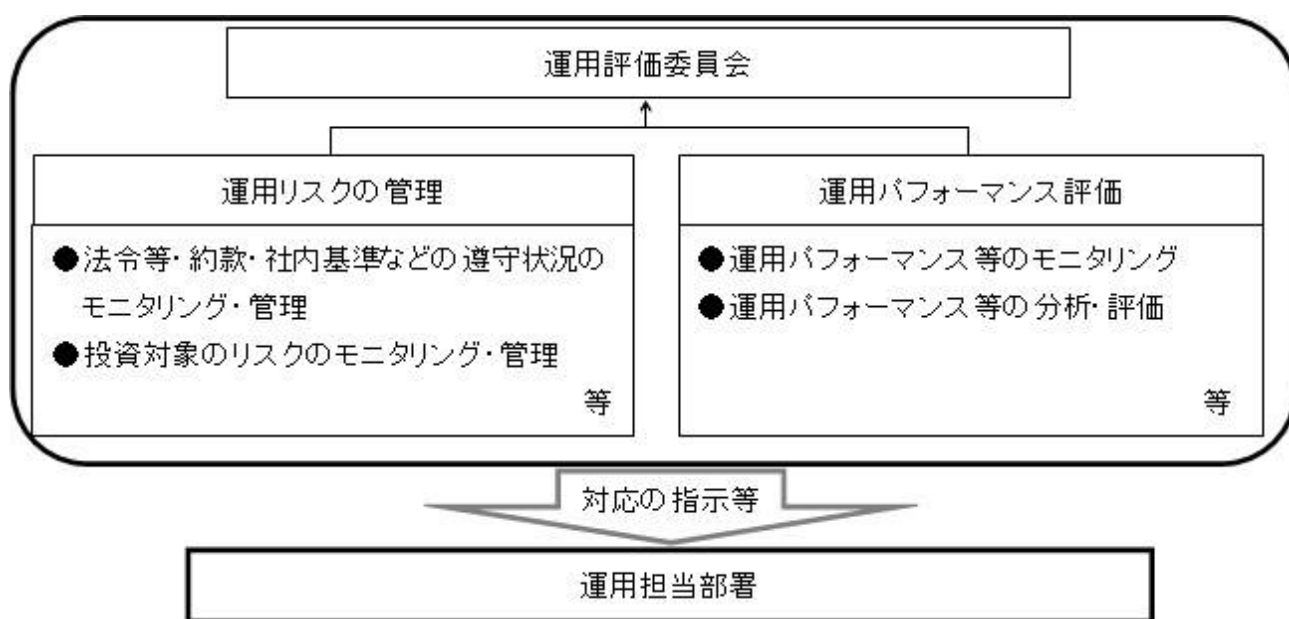 運用評価委員会
運用リスクの管理
●法令等・約款・社内基準などの遵守状況の
モニタリング・管理
●投資対象のリスクのモニタリング・管理
等
運用パフォーマンス評価
●運用パフォーマンス等のモニタリング
●運用パフォーマンス等の分析・評価
等
対応の指示等
運用担当部署